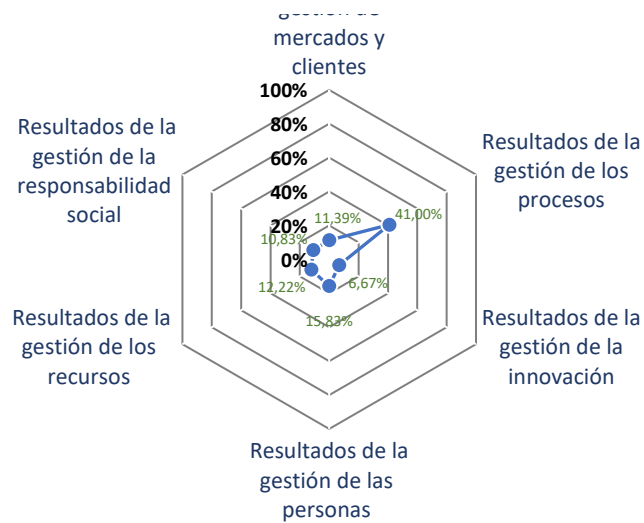 gestión de
mercados y
clientes
100%
80%
60%
40%
20%
0%
Resultados de la
gestión de la
responsabilidad
social
Resultados de la
gestión de los
procesos
11,39%
41,00%
10,83%
12,22%
6,67%
15,83%
Resultados de la
gestión de los
recursos
Resultados de la
gestión de la
innovación
Resultados de la
gestión de las
personas